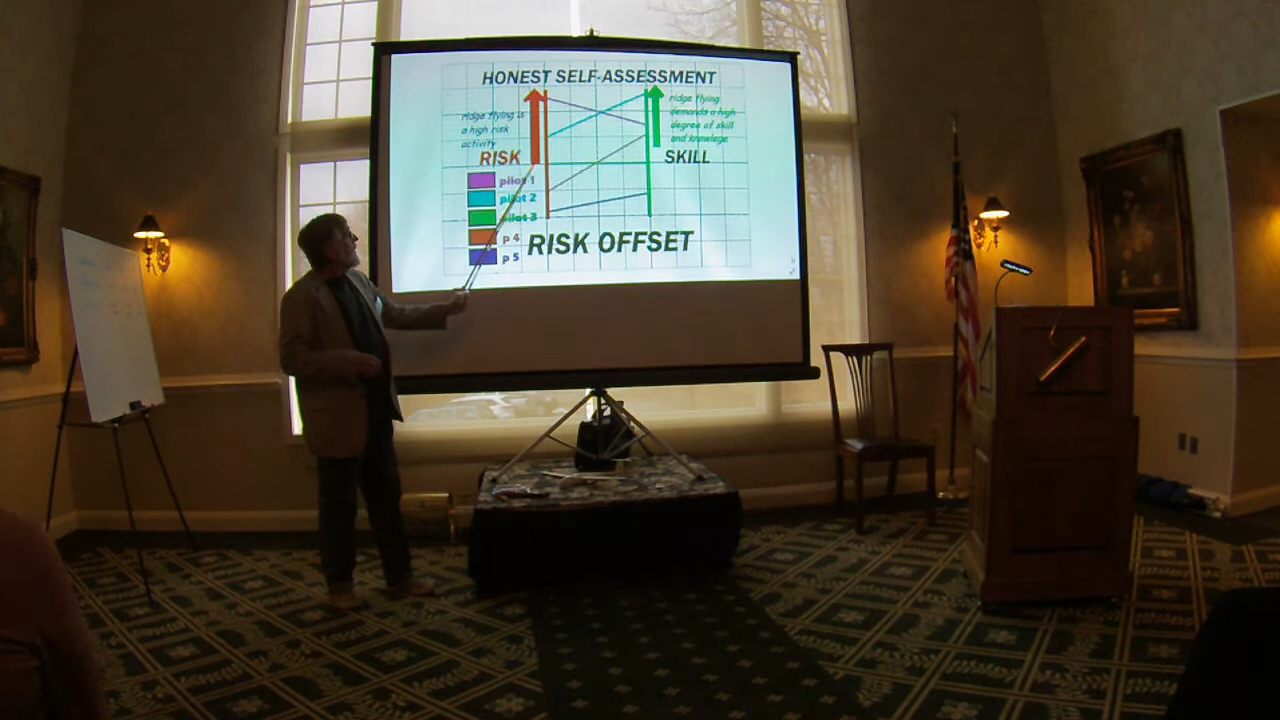 HONEST SELF-ASSESSMENT
ridge flying is
a high risk
activity
RISK
ridge flying
demands a high
degree of skill
and knowlege
SKILL
pilot 1
pilot 2
pilot 3
p 4
p 5
RISK OFFSET